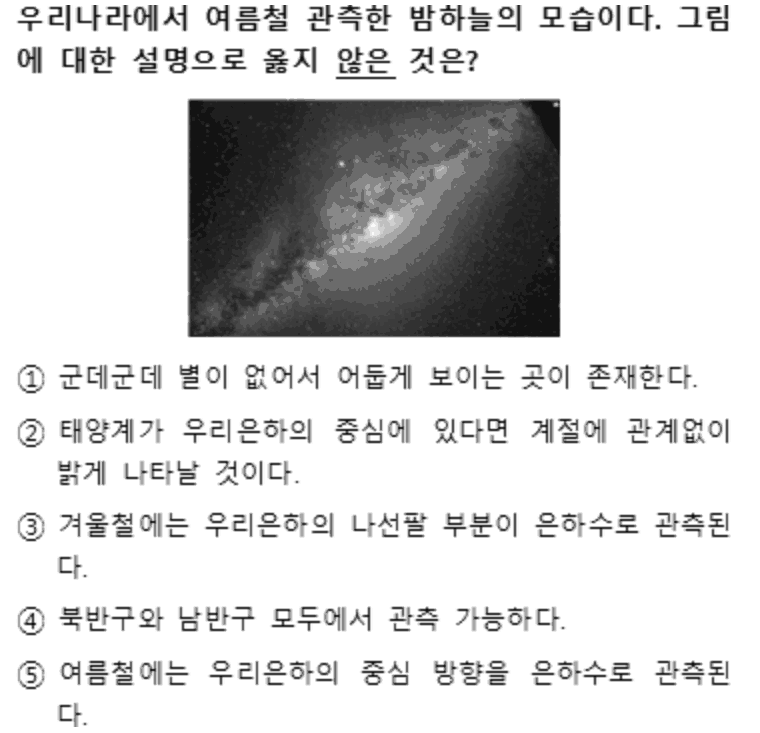 우리나라에서 여름철 관측한 밤하늘의 모습이다. 그림
에 대한 설명으로 옳지 않은 것은?
① 군데군데 별이 없어서 어둡게 보이는 곳이 존재한다.
② 태양계가 우리은하의 중심에 있다면 계절에 관계없이
밝게 나타날 것이다.
③ 겨울철에는 우리은하의 나선팔 부분이 은하수로 관측된
다.
④ 북반구와 남반구 모두에서 관측 가능하다.
⑤ 여름철에는 우리은하의 중심 방향을 은하수로 관측된
다.